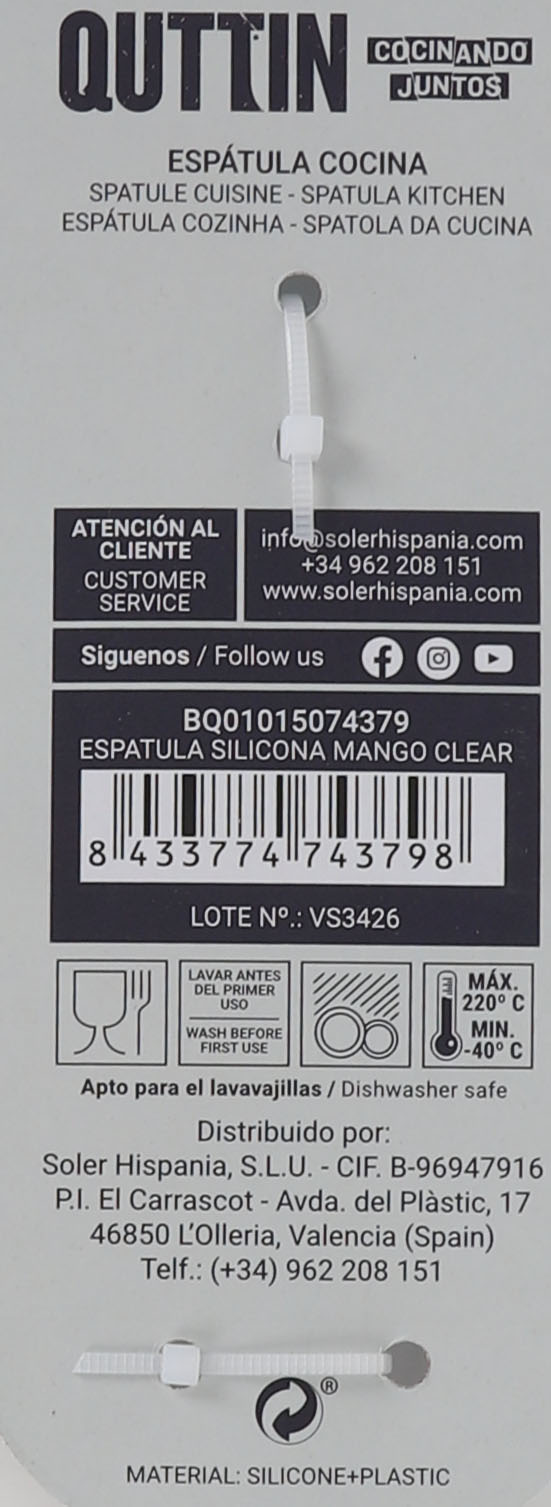 QUTTIN
COCINANDO
JUNTOS
ESPÁTULA COCINA
SPATULE CUISINE - SPATULA KITCHEN
ESPÁTULA COZINHA - SPATOLA DA CUCINA
ATENCIÓN AL
CLIENTE
CUSTOMER
SERVICE
info@solerhispania.com
+34 962 208 151
www.solerhispania.com
Siguenos / Follow us
BQ01015074379
ESPATULA SILICONA MANGO CLEAR
8 433774 743798
LOTE Nº.: VS3426
LAVAR ANTES
DEL PRIMER
USO
WASH BEFORE
FIRST USE
MÁX.
220º C
MIN.
-40º C
Apto para el lavavajillas / Dishwasher safe
Distribuido por:
Soler Hispania, S.L.U. - CIF. B-96947916
P.I. El Carrascot - Avda. del Plàstic, 17
46850 L'Olleria, Valencia (Spain)
Telf.: (+34) 962 208 151
®
MATERIAL: SILICONE+PLASTIC